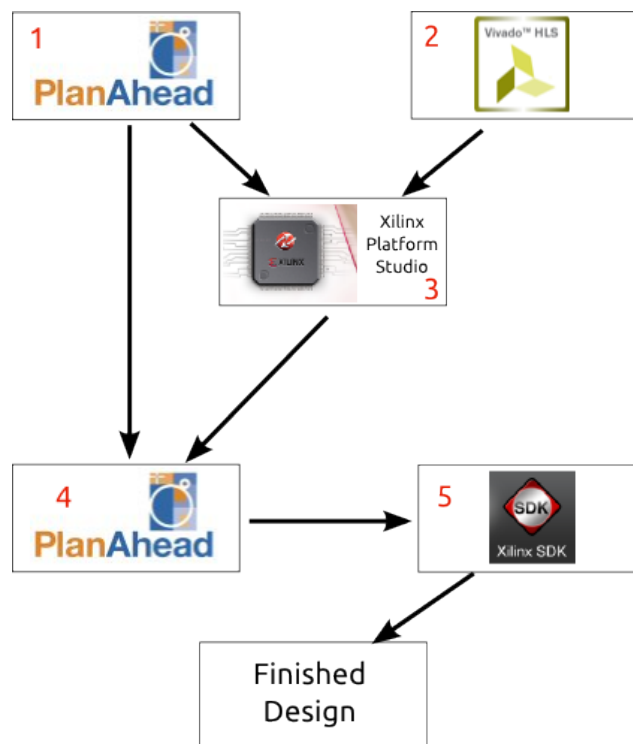 1
PlanAhead
2
Vivado™ HLS
Xilinx
Platform
Studio
XILINX
3
4
PlanAhead
5
SDK
Xilinx SDK
Finished
Design